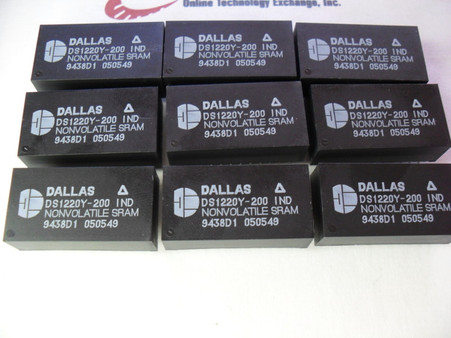 Online Technology Exchange, Inc.
DALLAS
DS1220Y-200 IND
NONVOLATILE SRAM
9438D1 050549
DALLAS
DS1220Y-200 IND
NONVOLATILE SRAM
9438D1 050549
DALLAS
DS1220Y-200 IND
NONVOLATILE SRAM
9438D1 050549
DALLAS
DS1220Y-200 IND
NONVOLATILE SRAM
9438D1 050549
DALLAS
DS1220Y-200 IND
NONVOLATILE SRAM
9438D1 050549
DALLAS
DS1220Y-200 IND
NONVOLATILE SRAM
9438D1 050549
DALLAS
DS1220Y-200 IND
NONVOLATILE SRAM
9438D1 050549
DALLAS
DS1220Y-200 IND
NONVOLATILE SRAM
9438D1 050549
DALLAS
DS1220Y-200 IND
NONVOLATILE SRAM
9438D1 050549